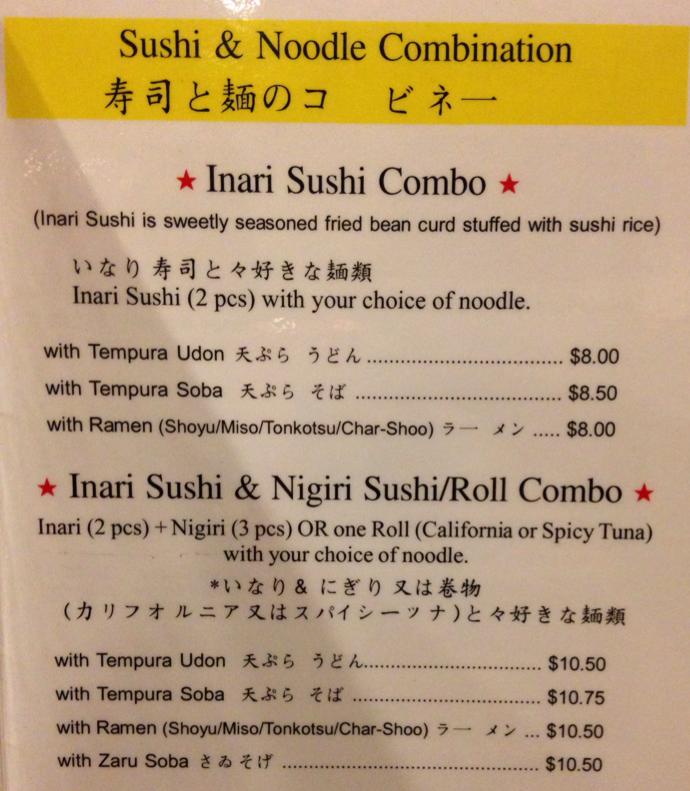 Sushi & Noodle Combination
寿司と麺のコ ビネー
★ Inari Sushi Combo ★
(Inari Sushi is sweetly seasoned fried bean curd stuffed with sushi rice)
いなり寿司と々好きな麺類
Inari Sushi (2 pcs) with your choice of noodle.
with Tempura Udon 天ぷら うどん ................................. $8.00
with Tempura Soba 天ぷら そば .................................. $8.50
with Ramen (Shoyu/Miso/Tonkotsu/Char-Shoo) ラー メン ..... $8.00
★ Inari Sushi & Nigiri Sushi/Roll Combo ★
Inari (2 pcs) + Nigiri (3 pcs) OR one Roll (California or Spicy Tuna)
with your choice of noodle.
*いなり& にぎり又は巻物
(カリフオルニア又はスパイシーツナ)と々好きな麺類
with Tempura Udon 天ぷら うどん.............................. $10.50
with Tempura Soba 天ぷら そば ................................ $10.75
with Ramen (Shoyu/Miso/Tonkotsu/Char-Shoo) ラー メン ... $10.50
with Zaru Soba さゐそげ ........................................... $10.50